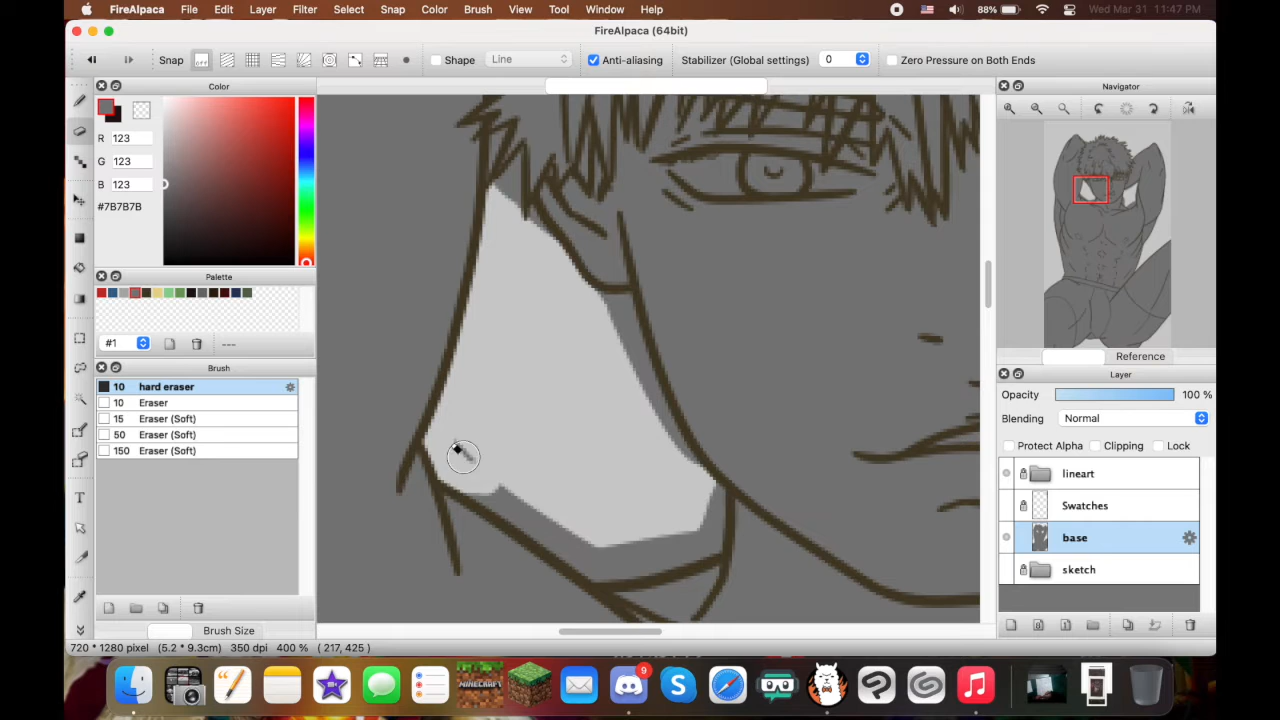 FireAlpaca File Edit Layer Filter Select Snap Color Brush View Tool Window Help 88% Wed Mar 31 11:47 PM
FireAlpaca (64bit)
Snap off Shape Line Anti-aliasing Stabilizer (Global settings) 0 Zero Pressure on Both Ends
Color
R 123
G 123
B 123
#7B7B7B
Palette
#1 ---
Brush
10 hard eraser
10 Eraser
15 Eraser (Soft)
50 Eraser (Soft)
150 Eraser (Soft)
Brush Size
Navigator
Reference
Layer
Opacity 100 %
Blending Normal
Protect Alpha Clipping Lock
lineart
Swatches
base
sketch
720 * 1280 pixel (5.2 * 9.3cm) 350 dpi 400 % ( 217, 425 )
MINECRAFT
9